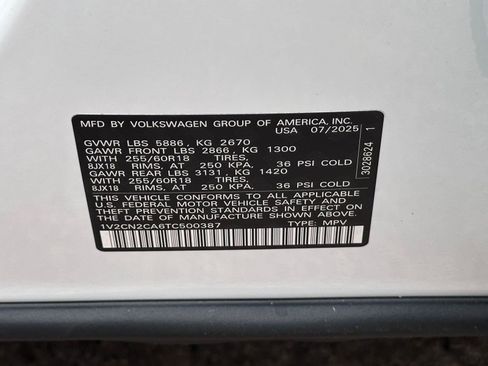 MFD BY VOLKSWAGEN GROUP OF AMERICA, INC.
USA 07/2025
GVWR LBS 5886, KG 2670
GAWR FRONT LBS 2866, KG 1300
WITH 255/60R18 TIRES,
8JX18 RIMS, AT 250 KPA, 36 PSI COLD
GAWR REAR LBS 3131, KG 1420
WITH 255/60R18 TIRES,
8JX18 RIMS, AT 250 KPA, 36 PSI COLD
THIS VEHICLE CONFORMS TO ALL APPLICABLE
U.S. FEDERAL MOTOR VEHICLE SAFETY AND
THEFT PREVENTION STANDARDS IN EFFECT ON
THE DATE OF MANUFACTURE SHOWN ABOVE.
1V2CN2CA6TC500387 TYPE: MPV
3028624 1